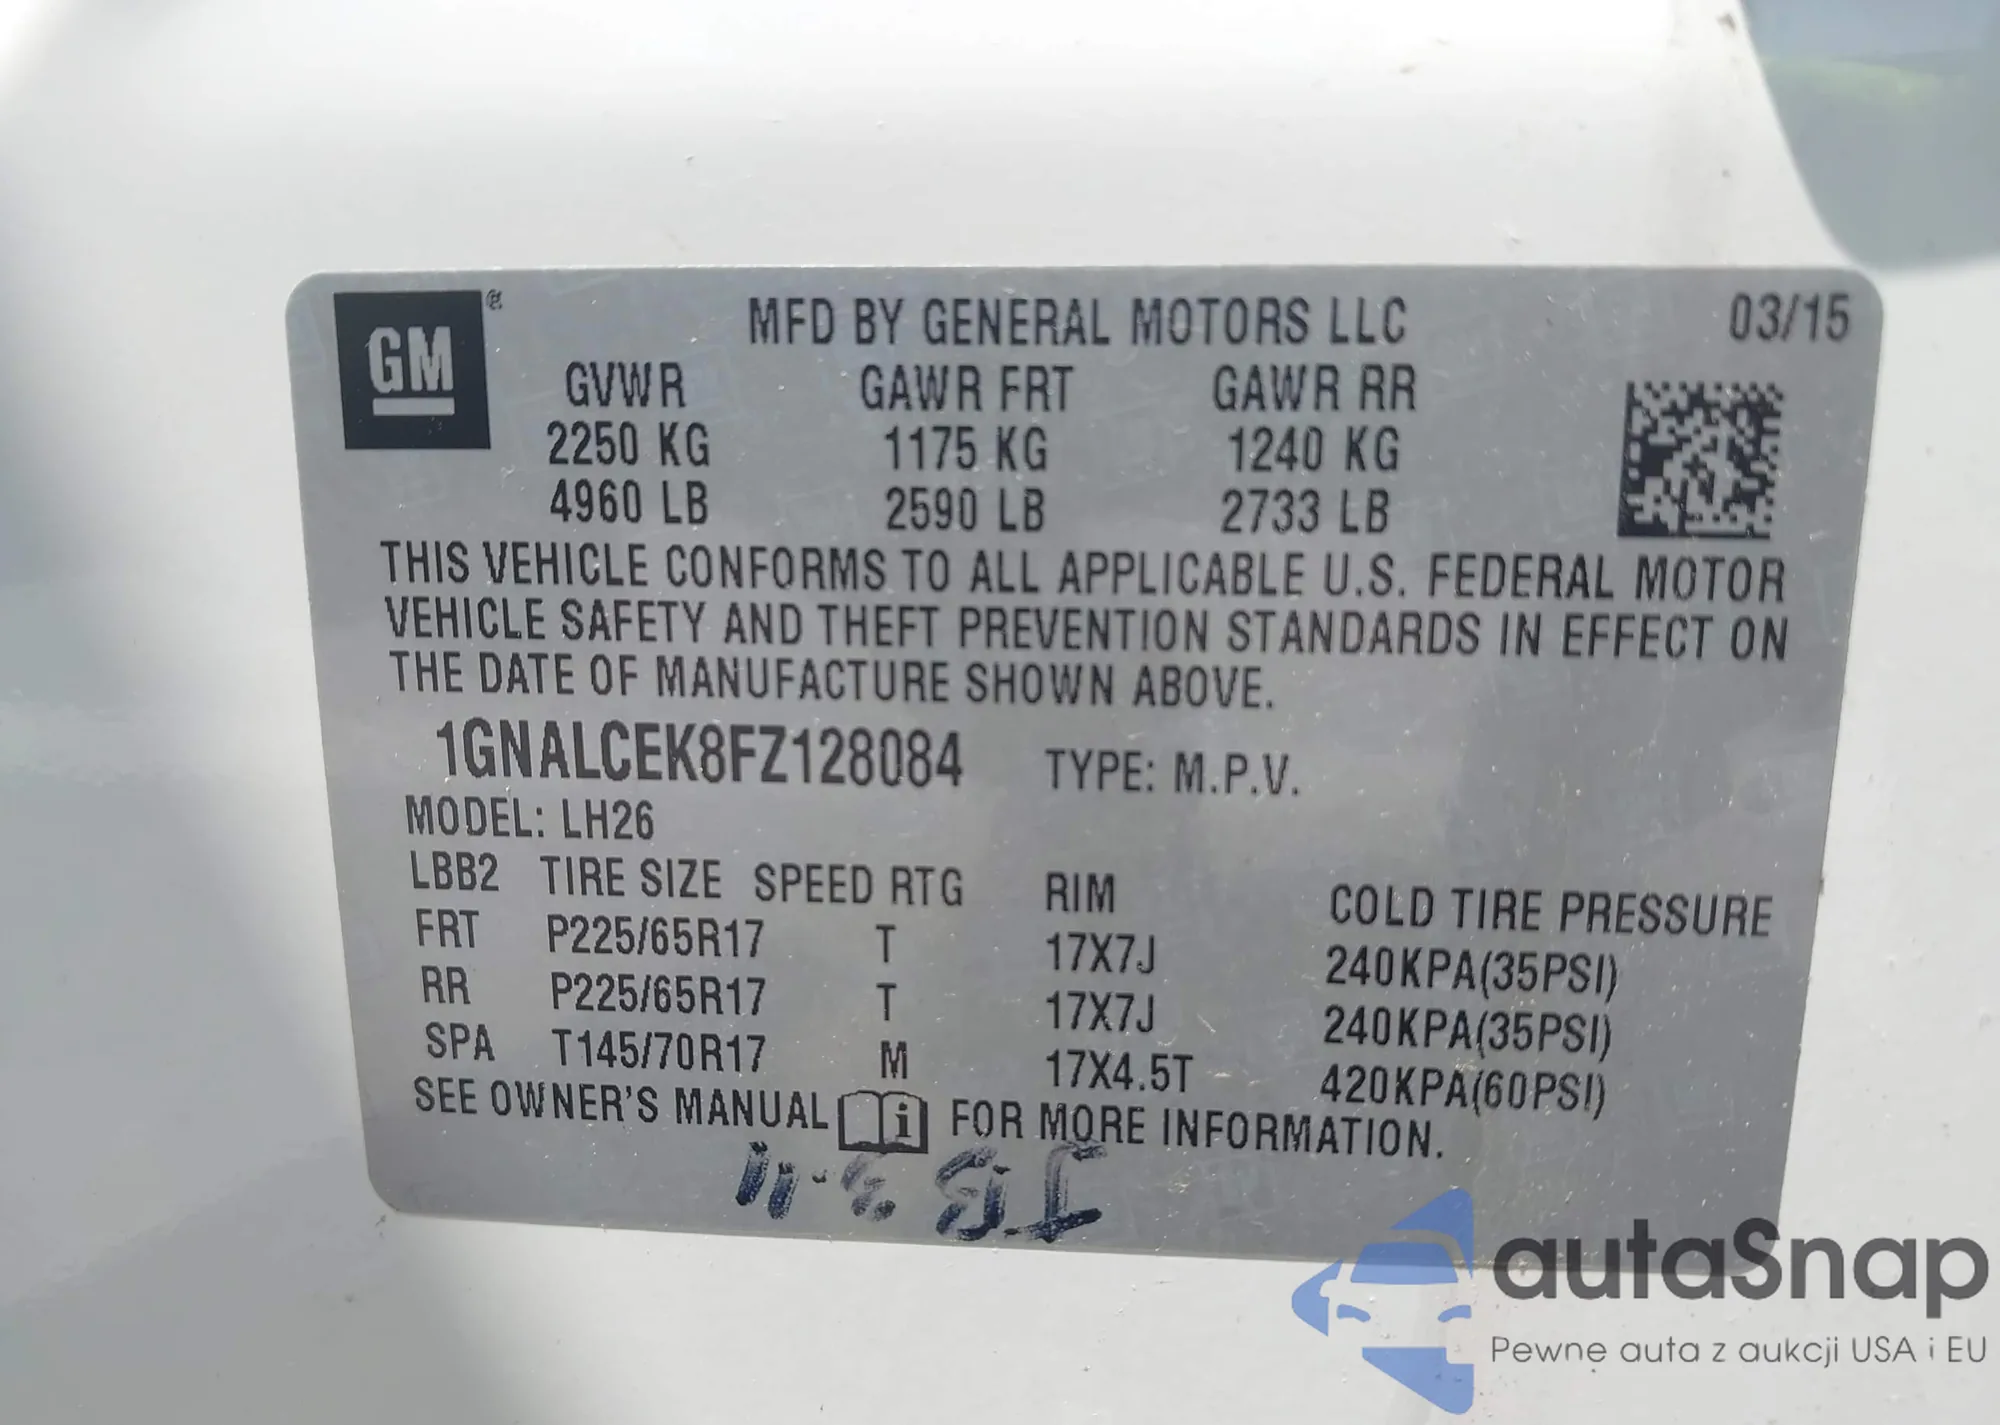 GM ®
MFD BY GENERAL MOTORS LLC 03/15
GVWR GAWR FRT GAWR RR
2250 KG 1175 KG 1240 KG
4960 LB 2590 LB 2733 LB
THIS VEHICLE CONFORMS TO ALL APPLICABLE U.S. FEDERAL MOTOR
VEHICLE SAFETY AND THEFT PREVENTION STANDARDS IN EFFECT ON
THE DATE OF MANUFACTURE SHOWN ABOVE.
1GNALCEK8FZ128084 TYPE: M.P.V.
MODEL: LH26
LBB2 TIRE SIZE SPEED RTG RIM COLD TIRE PRESSURE
FRT P225/65R17 T 17X7J 240KPA(35PSI)
RR P225/65R17 T 17X7J 240KPA(35PSI)
SPA T145/70R17 M 17X4.5T 420KPA(60PSI)
SEE OWNER'S MANUAL i FOR MORE INFORMATION.
autaSnap
Pewne auta z aukcji USA i EU